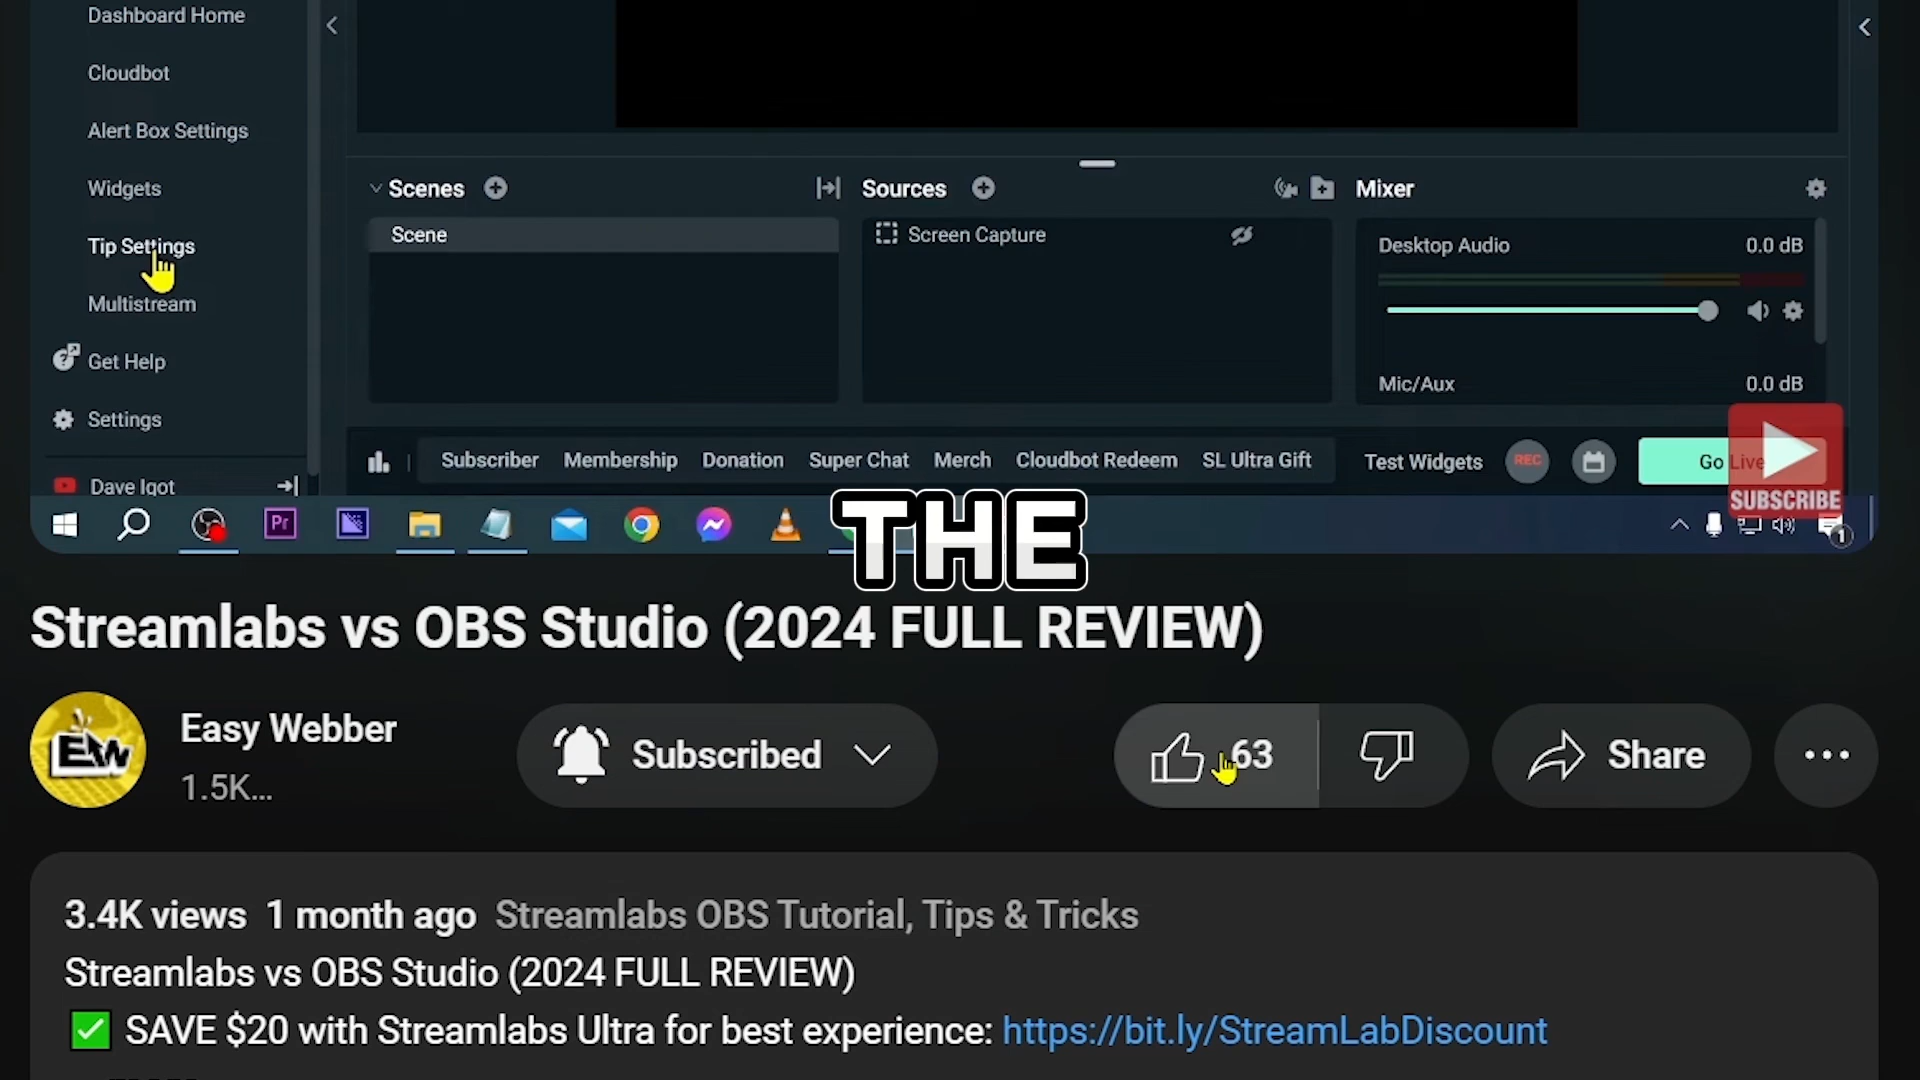 Dashboard Home
Cloudbot
Alert Box Settings
Widgets
Tip Settings
Multistream
Get Help
Settings
Dave Igot
Scenes
Scene
Sources
Screen Capture
Mixer
Desktop Audio 0.0 dB
Mic/Aux 0.0 dB
Subscriber Membership Donation Super Chat Merch Cloudbot Redeem SL Ultra Gift Test Widgets REC Go Live
SUBSCRIBE
Pr
1
THE
Streamlabs vs OBS Studio (2024 FULL REVIEW)
EW
Easy Webber
1.5K...
Subscribed
63
Share
3.4K views 1 month ago Streamlabs OBS Tutorial, Tips & Tricks
Streamlabs vs OBS Studio (2024 FULL REVIEW)
✅ SAVE $20 with Streamlabs Ultra for best experience: https://bit.ly/StreamLabDiscount